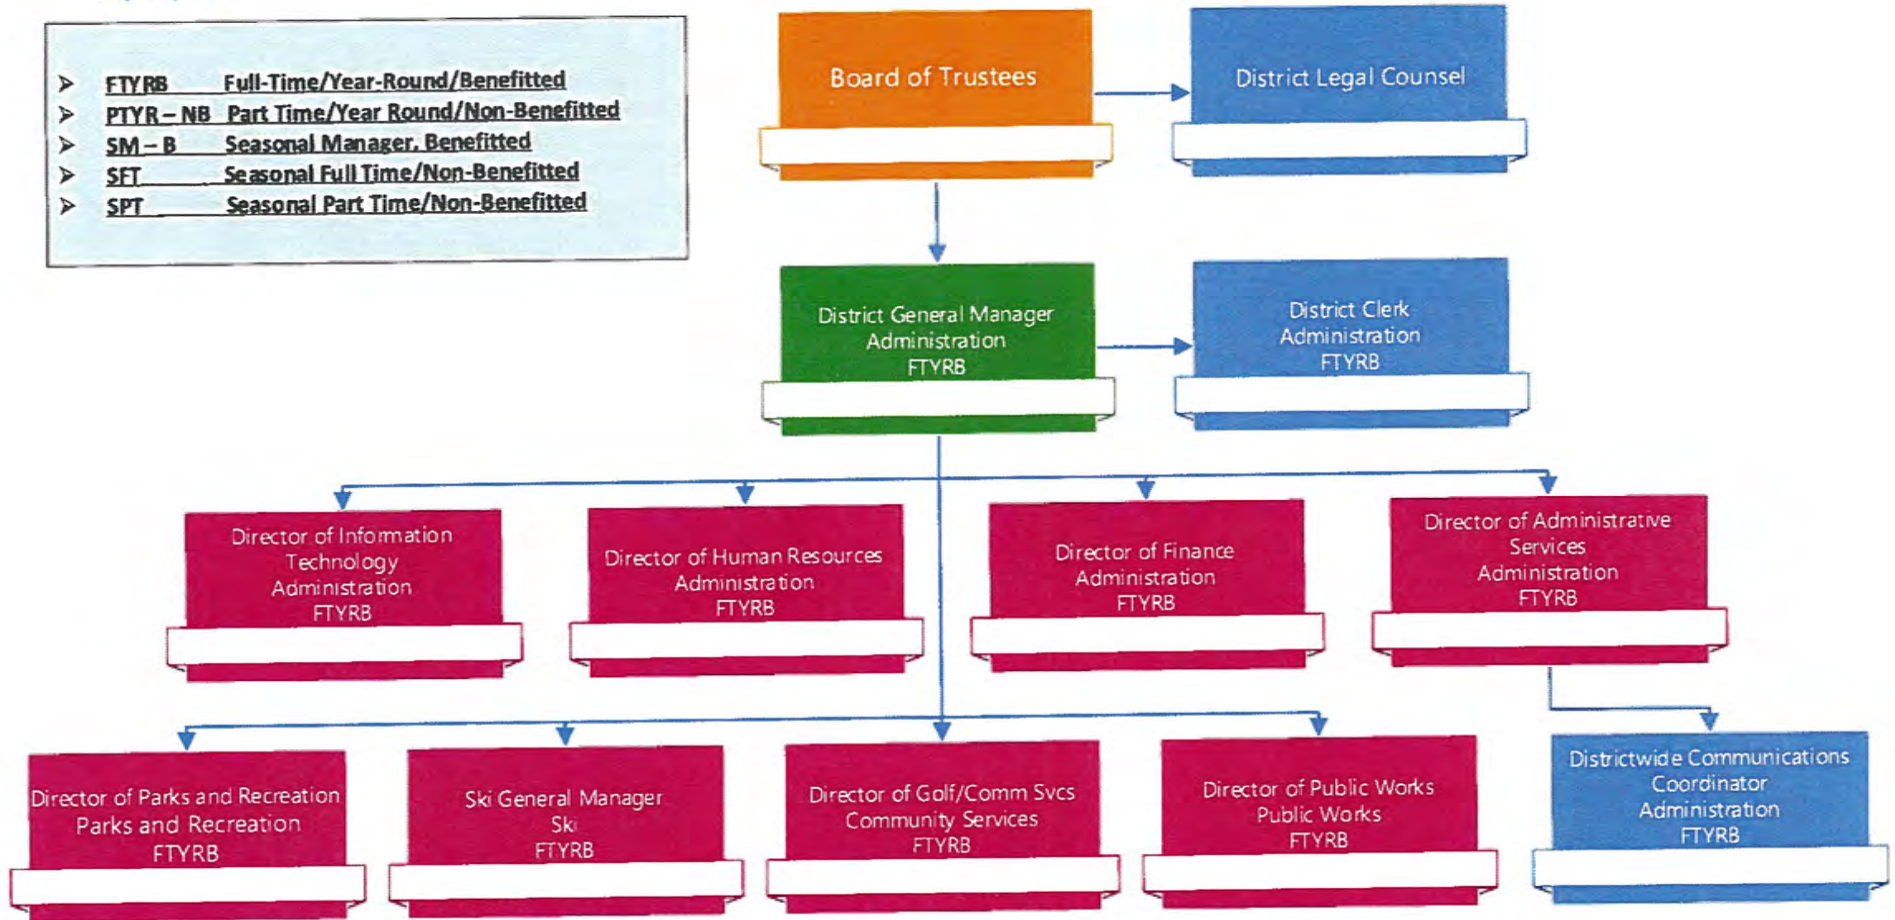 ➢ FTYRB Full-Time/Year-Round/Benefitted
➢ PTYR – NB Part Time/Year Round/Non-Benefitted
➢ SM – B Seasonal Manager, Benefitted
➢ SFT Seasonal Full Time/Non-Benefitted
➢ SPT Seasonal Part Time/Non-Benefitted
Board of Trustees
District Legal Counsel
District General Manager
Administration
FTYRB
District Clerk
Administration
FTYRB
Director of Information
Technology
Administration
FTYRB
Director of Human Resources
Administration
FTYRB
Director of Finance
Administration
FTYRB
Director of Administrative
Services
Administration
FTYRB
Director of Parks and Recreation
Parks and Recreation
FTYRB
Ski General Manager
Ski
FTYRB
Director of Golf/Comm Svcs
Community Services
FTYRB
Director of Public Works
Public Works
FTYRB
Districtwide Communications
Coordinator
Administration
FTYRB